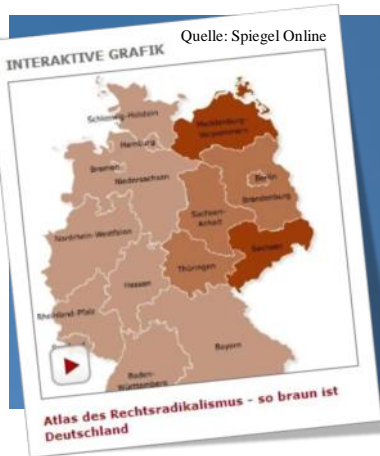 Quelle: Spiegel Online
INTERAKTIVE GRAFIK
Schleswig-Holstein
Mecklenburg-
Vorpommern
Hamburg
Bremen
Niedersachsen
Berlin
Brandenburg
Sachsen-
Anhalt
Nordrhein-Westfalen
Sachsen
Thüringen
Hessen
Rheinland-Pfalz
Bayern
Baden-
Württemberg
Atlas des Rechtsradikalismus - so braun ist
Deutschland